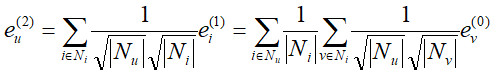 e_u^{(2)} = \sum_{i \in N_i} \frac{1}{\sqrt{|N_u|}\sqrt{|N_i|}} e_i^{(1)} = \sum_{i \in N_u} \frac{1}{|N_i|} \sum_{v \in N_i} \frac{1}{\sqrt{|N_u|}\sqrt{|N_v|}} e_v^{(0)}